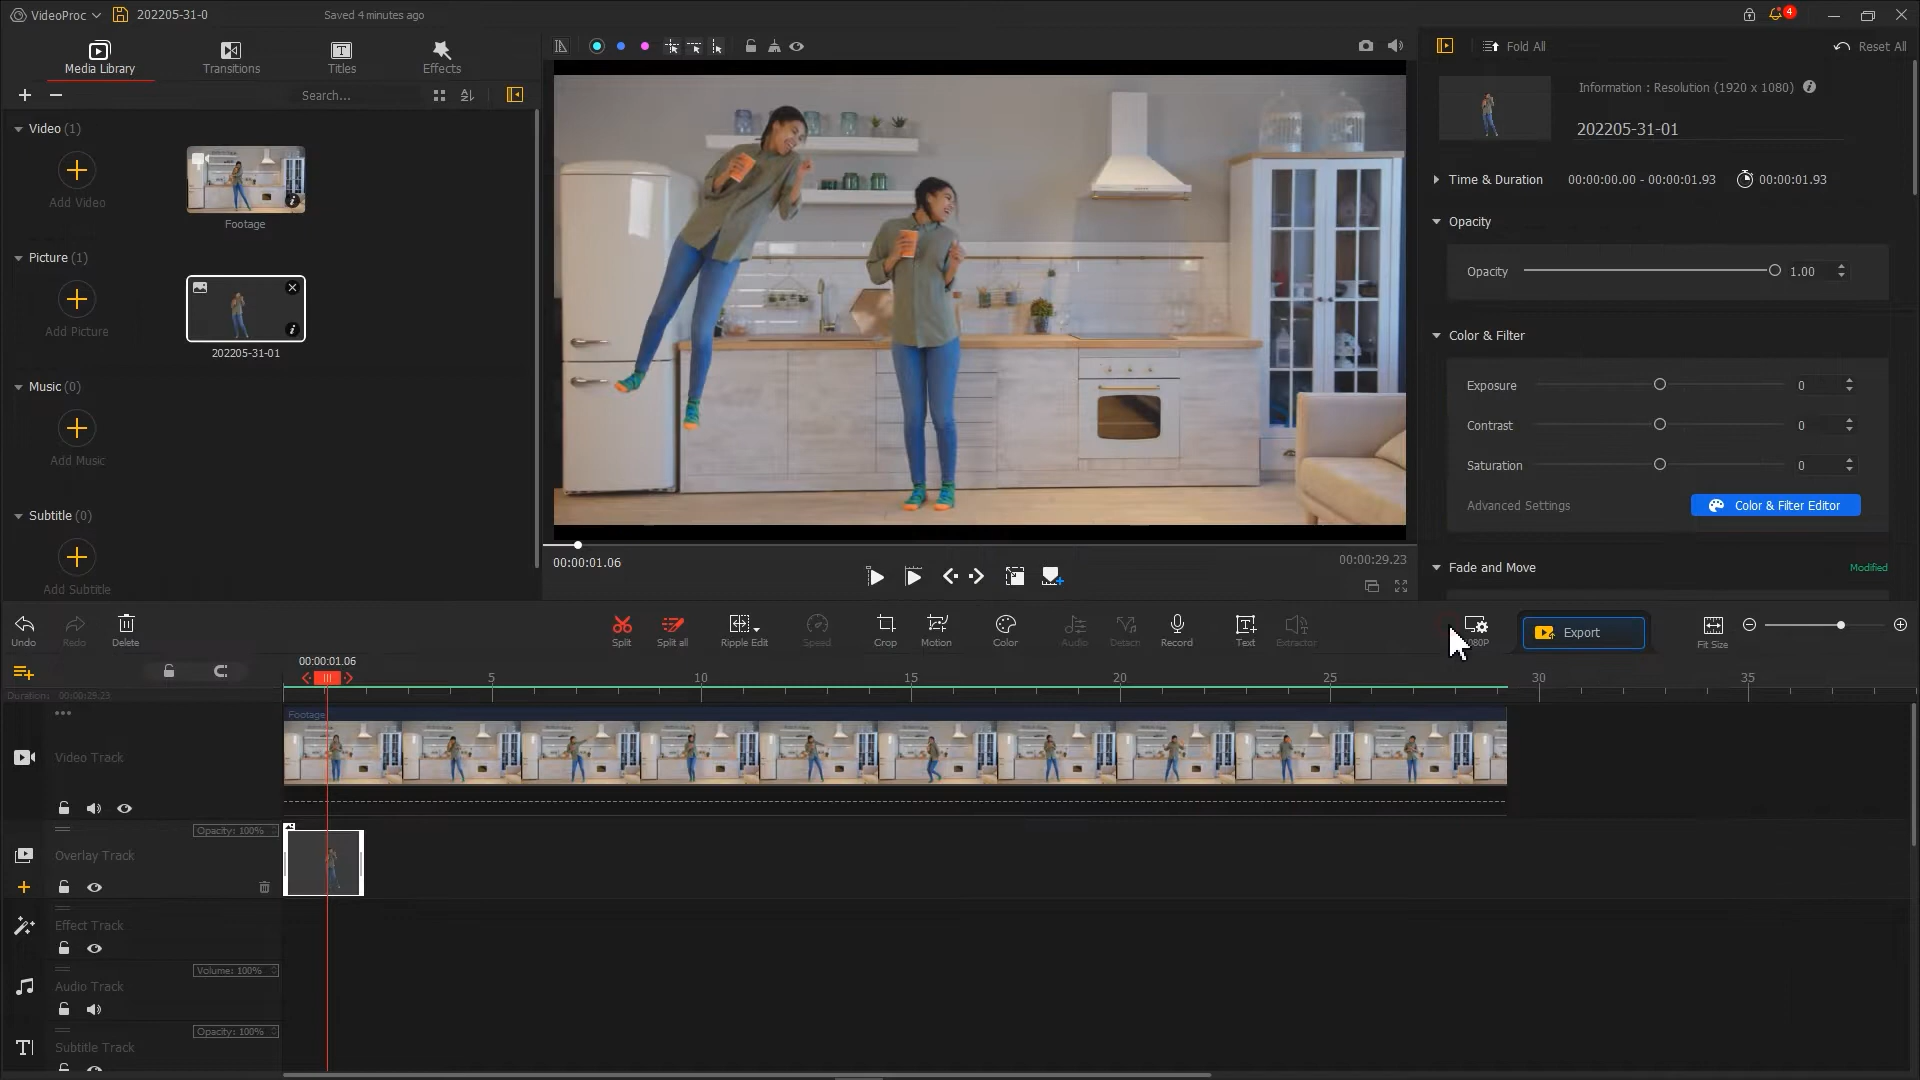 VideoProc
202205-31-0
Saved 4 minutes ago
4
Media Library
Transitions
Titles
Effects
Fold All
Reset All
Search...
Information : Resolution (1920 x 1080)
202205-31-01
Video (1)
Add Video
Footage
Time & Duration
00:00:00.00 - 00:00:01.93
00:00:01.93
Opacity
Opacity
1.00
Picture (1)
Add Picture
202205-31-01
Color & Filter
Exposure
0
Contrast
0
Saturation
0
Advanced Settings
Color & Filter Editor
Music (0)
Add Music
Subtitle (0)
Add Subtitle
00:00:01.06
00:00:29.23
Fade and Move
Modified
Undo
Redo
Delete
Split
Split all
Ripple Edit
Speed
Crop
Motion
Color
Audio
Detach
Record
Text
Extractor
Export
Fit Size
00:00:01.06
5
10
15
20
25
30
35
Duration: 00:00:29.23
Footage
Video Track
Opacity: 100%
Overlay Track
Effect Track
Volume: 100%
Audio Track
Opacity: 100%
Subtitle Track